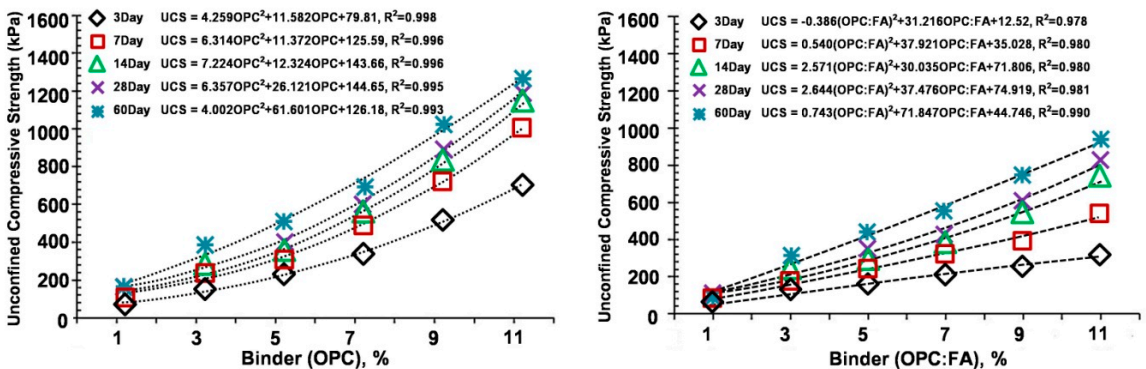 Unconfined Compressive Strength (kPa)
1600
1400
1200
1000
800
600
400
200
0
3Day UCS = 4.259OPC²+11.582OPC+79.81, R²=0.998
7Day UCS = 6.314OPC²+11.372OPC+125.59, R²=0.996
14Day UCS = 7.224OPC²+12.324OPC+143.66, R²=0.996
28Day UCS = 6.357OPC²+26.121OPC+144.65, R²=0.995
60Day UCS = 4.002OPC²+61.601OPC+126.18, R²=0.993
1 3 5 7 9 11
Binder (OPC), %
Unconfined Compressive Strength (kPa)
1600
1400
1200
1000
800
600
400
200
0
3Day UCS = -0.386(OPC:FA)²+31.216OPC:FA+12.52, R²=0.978
7Day UCS = 0.540(OPC:FA)²+37.921OPC:FA+35.028, R²=0.980
14Day UCS = 2.571(OPC:FA)²+30.035OPC:FA+71.806, R²=0.980
28Day UCS = 2.644(OPC:FA)²+37.476OPC:FA+74.919, R²=0.981
60Day UCS = 0.743(OPC:FA)²+71.847OPC:FA+44.746, R²=0.990
1 3 5 7 9 11
Binder (OPC:FA), %